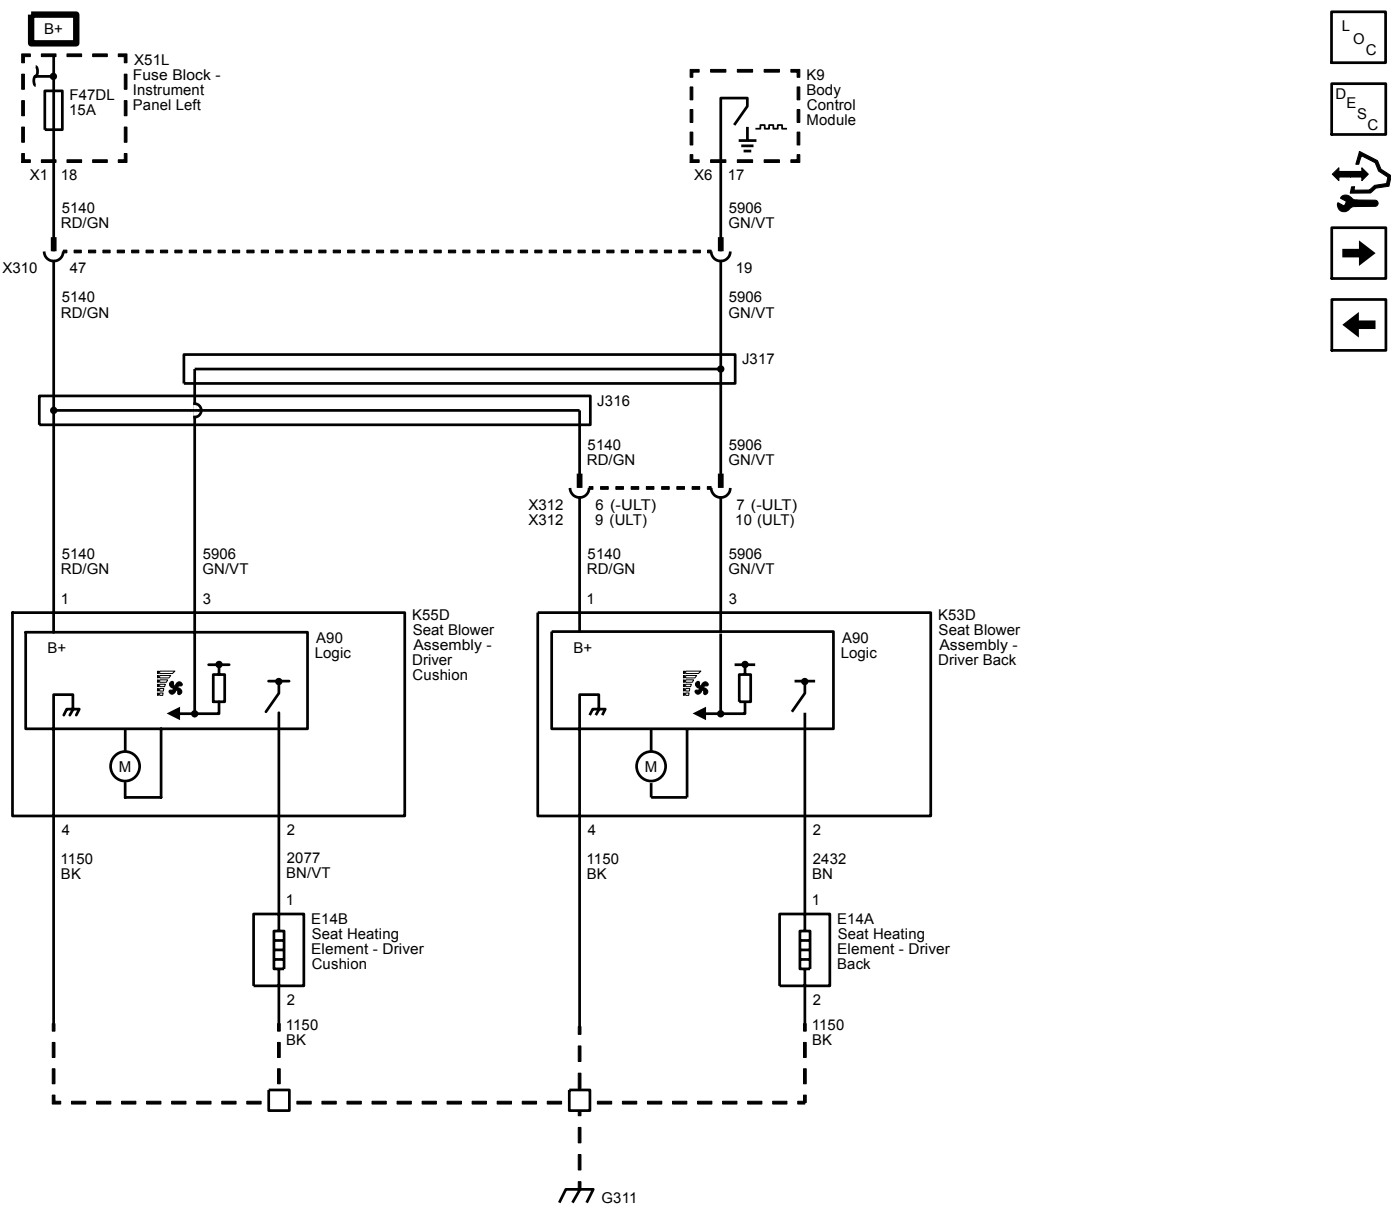 B+
X51L
Fuse Block -
Instrument
Panel Left
F47DL
15A
K9
Body
Control
Module
X1
18
X6
17
5140
RD/GN
5906
GN/VT
X310
47
19
5140
RD/GN
5906
GN/VT
J317
J316
5140
RD/GN
5906
GN/VT
X312
6 (-ULT)
7 (-ULT)
X312
9 (ULT)
10 (ULT)
5140
RD/GN
5906
GN/VT
5140
RD/GN
5906
GN/VT
1
3
1
3
K55D
Seat Blower
Assembly -
Driver
Cushion
K53D
Seat Blower
Assembly -
Driver Back
B+
A90
Logic
B+
A90
Logic
M
M
4
2
4
2
1150
BK
2077
BN/VT
1150
BK
2432
BN
1
1
E14B
Seat Heating
Element - Driver
Cushion
E14A
Seat Heating
Element - Driver
Back
2
2
1150
BK
1150
BK
G311
LOC
DESC